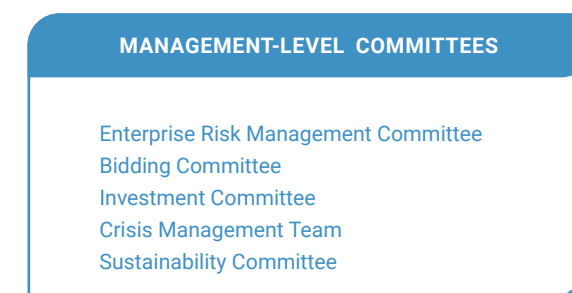 MANAGEMENT-LEVEL COMMITTEES
Enterprise Risk Management Committee
Bidding Committee
Investment Committee
Crisis Management Team
Sustainability Committee